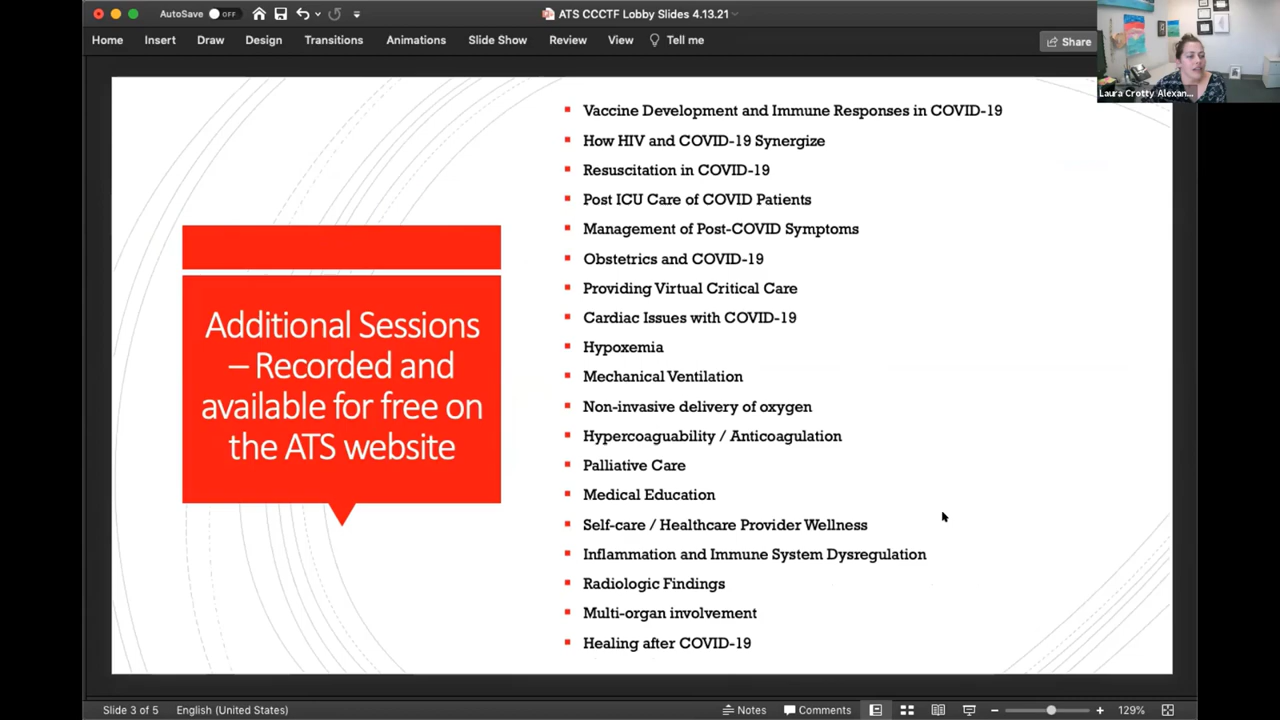 AutoSave OFF
ATS CCCTF Lobby Slides 4.13.21
Home Insert Draw Design Transitions Animations Slide Show Review View Tell me
Share
Laura Crotty Alexan...
Additional Sessions
– Recorded and
available for free on
the ATS website
Vaccine Development and Immune Responses in COVID-19
How HIV and COVID-19 Synergize
Resuscitation in COVID-19
Post ICU Care of COVID Patients
Management of Post-COVID Symptoms
Obstetrics and COVID-19
Providing Virtual Critical Care
Cardiac Issues with COVID-19
Hypoxemia
Mechanical Ventilation
Non-invasive delivery of oxygen
Hypercoaguability / Anticoagulation
Palliative Care
Medical Education
Self-care / Healthcare Provider Wellness
Inflammation and Immune System Dysregulation
Radiologic Findings
Multi-organ involvement
Healing after COVID-19
Slide 3 of 5 English (United States) Notes Comments 129%